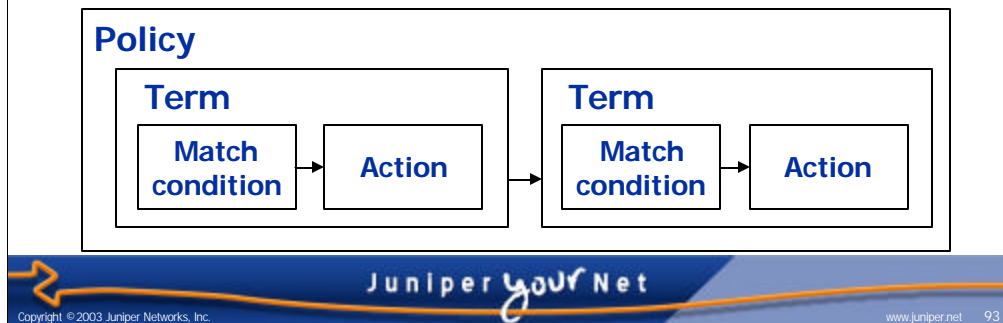 Policy
Term
Match
condition
Action
Term
Match
condition
Action
Juniper your Net
Copyright © 2003 Juniper Networks, Inc.
www.juniper.net 93